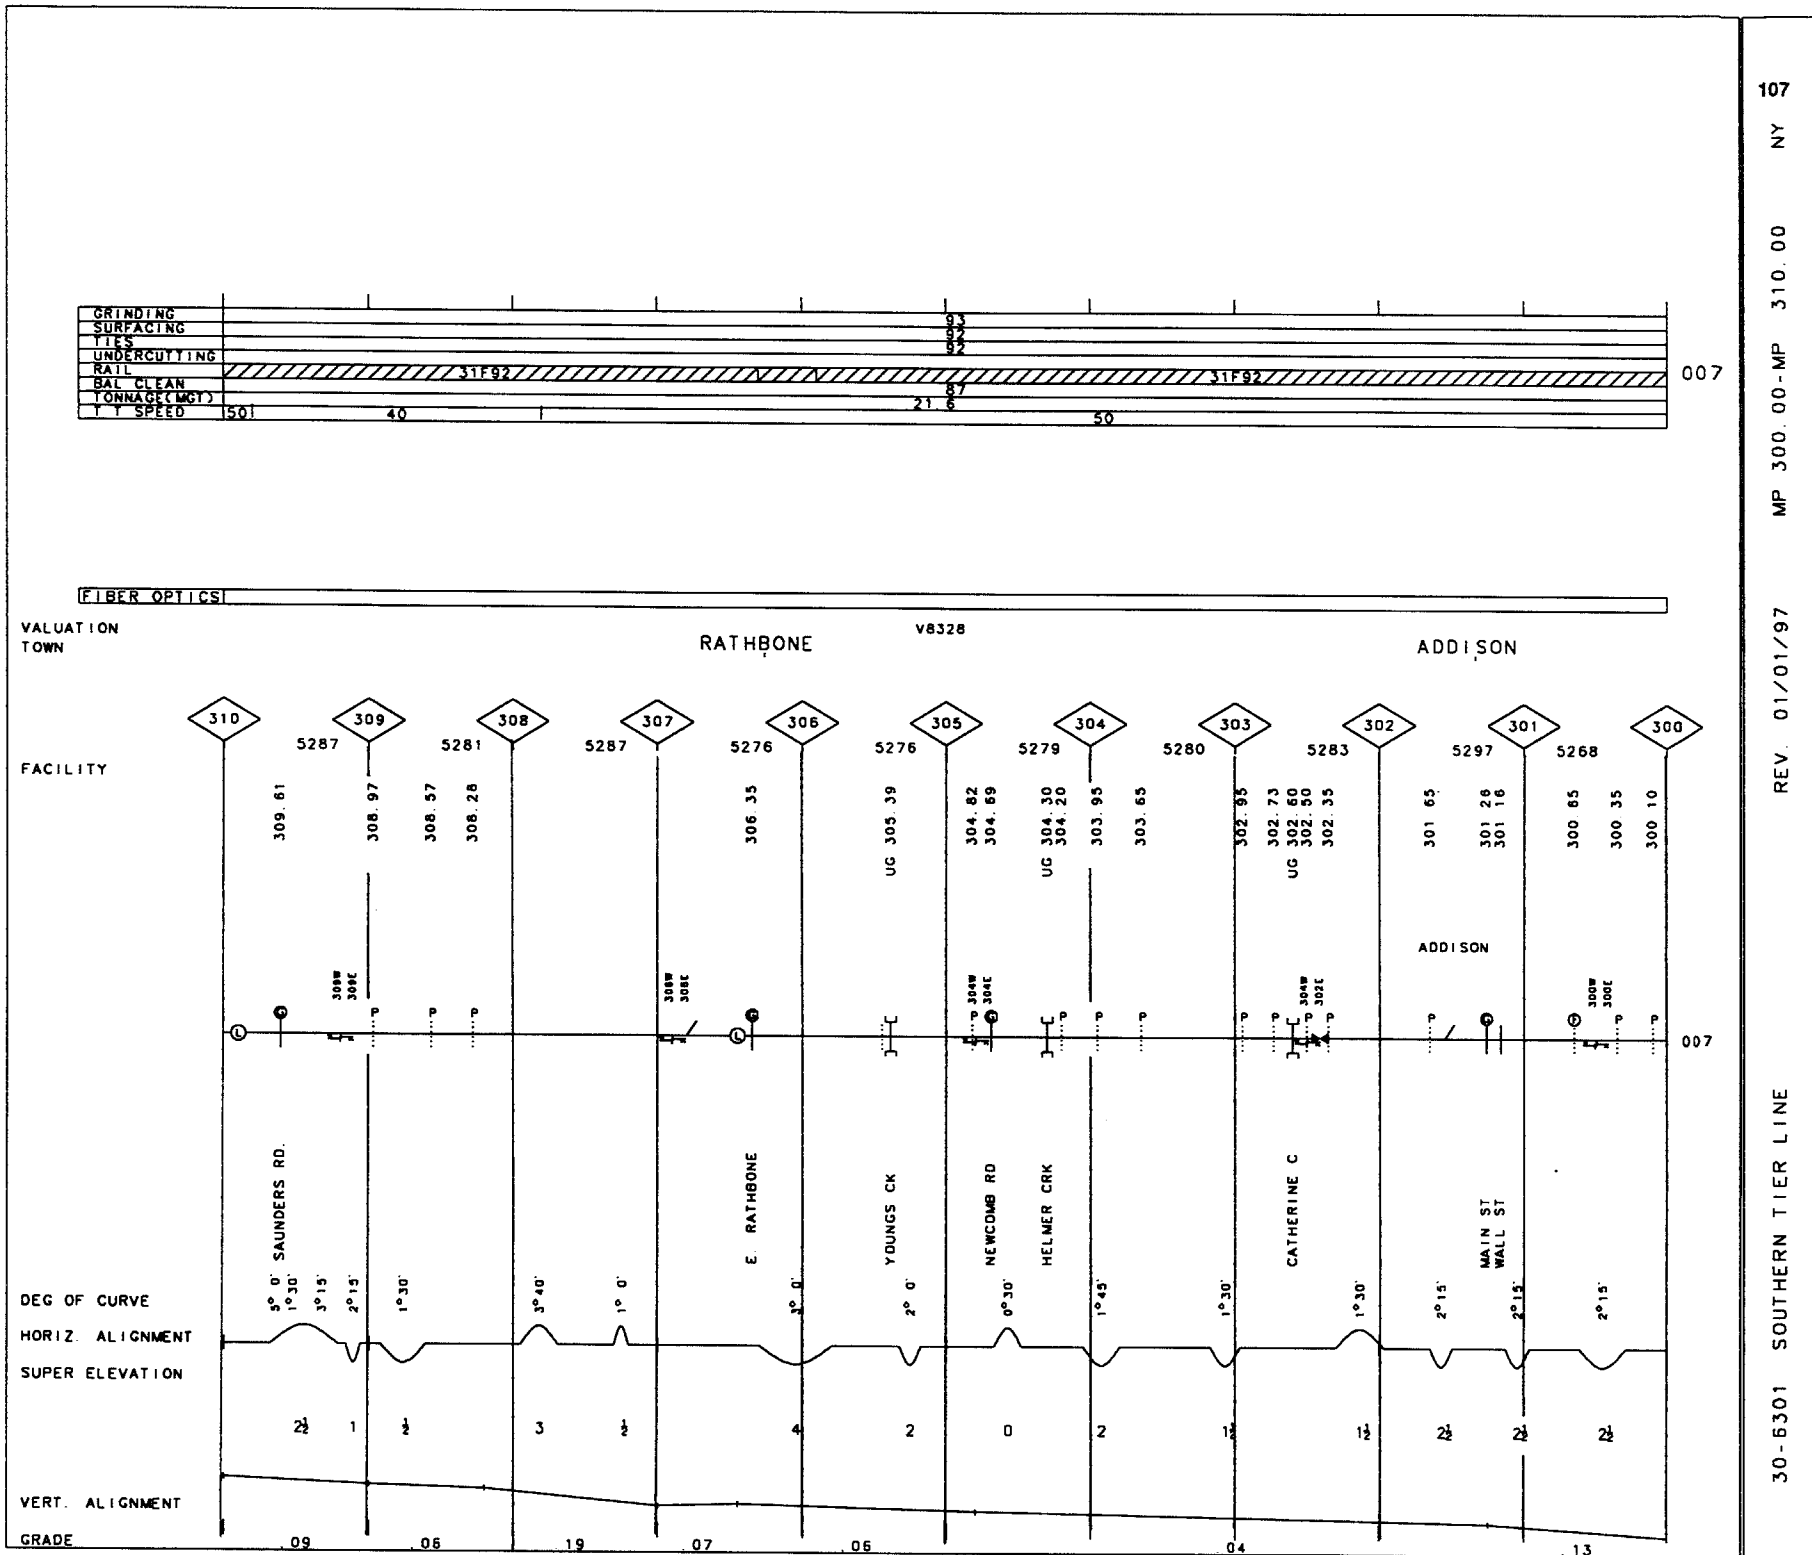 GRINDING 93
SURFACING 92
TIES 92
UNDERCUTTING
RAIL 31F92 31F92
BAL CLEAN 87
TONNAGE(MGT) 21.6
T T SPEED 50 40 50
007
FIBER OPTICS
VALUATION V8328
TOWN RATHBONE ADDISON
310 309 308 307 306 305 304 303 302 301 300
5287 5281 5287 5276 5276 5279 5280 5283 5297 5268
FACILITY
309.61 308.97 308.57 308.28 306.35 UG 305.39 304.82 304.69 UG 304.30 304.20 303.95 303.65 302.95 302.73 UG 302.60 302.50 302.35 301 65 301 26 301 16 300 65 300 35 300 10
ADDISON
309W 309E 304W 304E 304W 302E 300W 300E
L G P P P L G P G P P P P P P P P G P P
007
SAUNDERS RD. E. RATHBONE YOUNGS CK NEWCOMB RD HELMER CRK CATHERINE C MAIN ST WALL ST
DEG OF CURVE 5° 0' 1°30' 3°15' 2°15' 1°30' 3°40' 1° 0' 3° 0' 2° 0' 0°30' 1°45' 1°30' 1°30' 2°15' 2°15' 2°15'
HORIZ. ALIGNMENT
SUPER ELEVATION
2½ 1 ½ 3 ½ 4 2 0 2 1½ 1½ 2½ 2½ 2½
VERT. ALIGNMENT
GRADE .09 .06 .19 .07 .06 .04 .13
107
30-6301 SOUTHERN TIER LINE REV. 01/01/97 MP 300.00-MP 310.00 NY